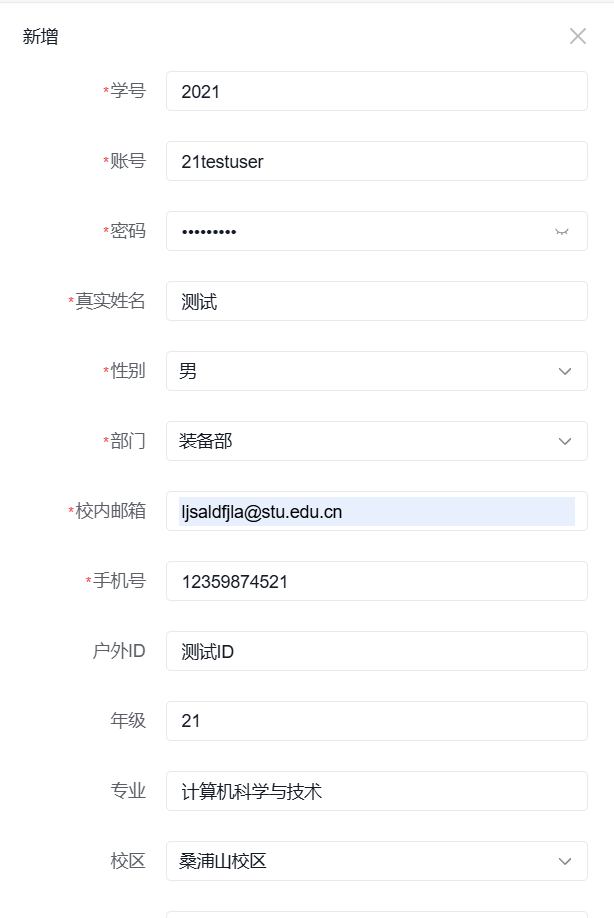 新增
*学号 2021
*账号 21testuser
*密码 •••••••••
*真实姓名 测试
*性别 男
*部门 装备部
*校内邮箱 ljsaldfjla@stu.edu.cn
*手机号 12359874521
户外ID 测试ID
年级 21
专业 计算机科学与技术
校区 桑浦山校区